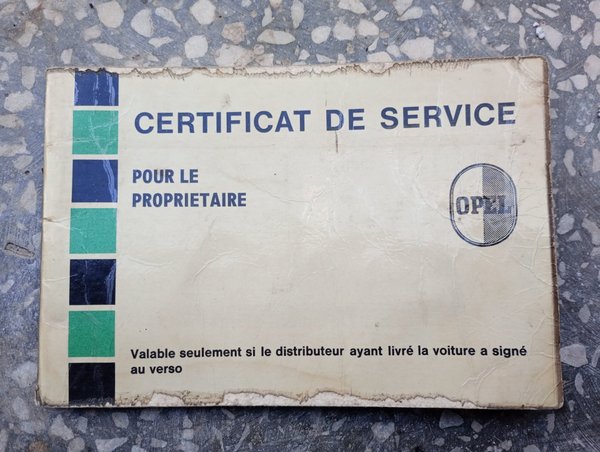 CERTIFICAT DE SERVICE
POUR LE
PROPRIETAIRE
OPEL
Valable seulement si le distributeur ayant livré la voiture a signé
au verso